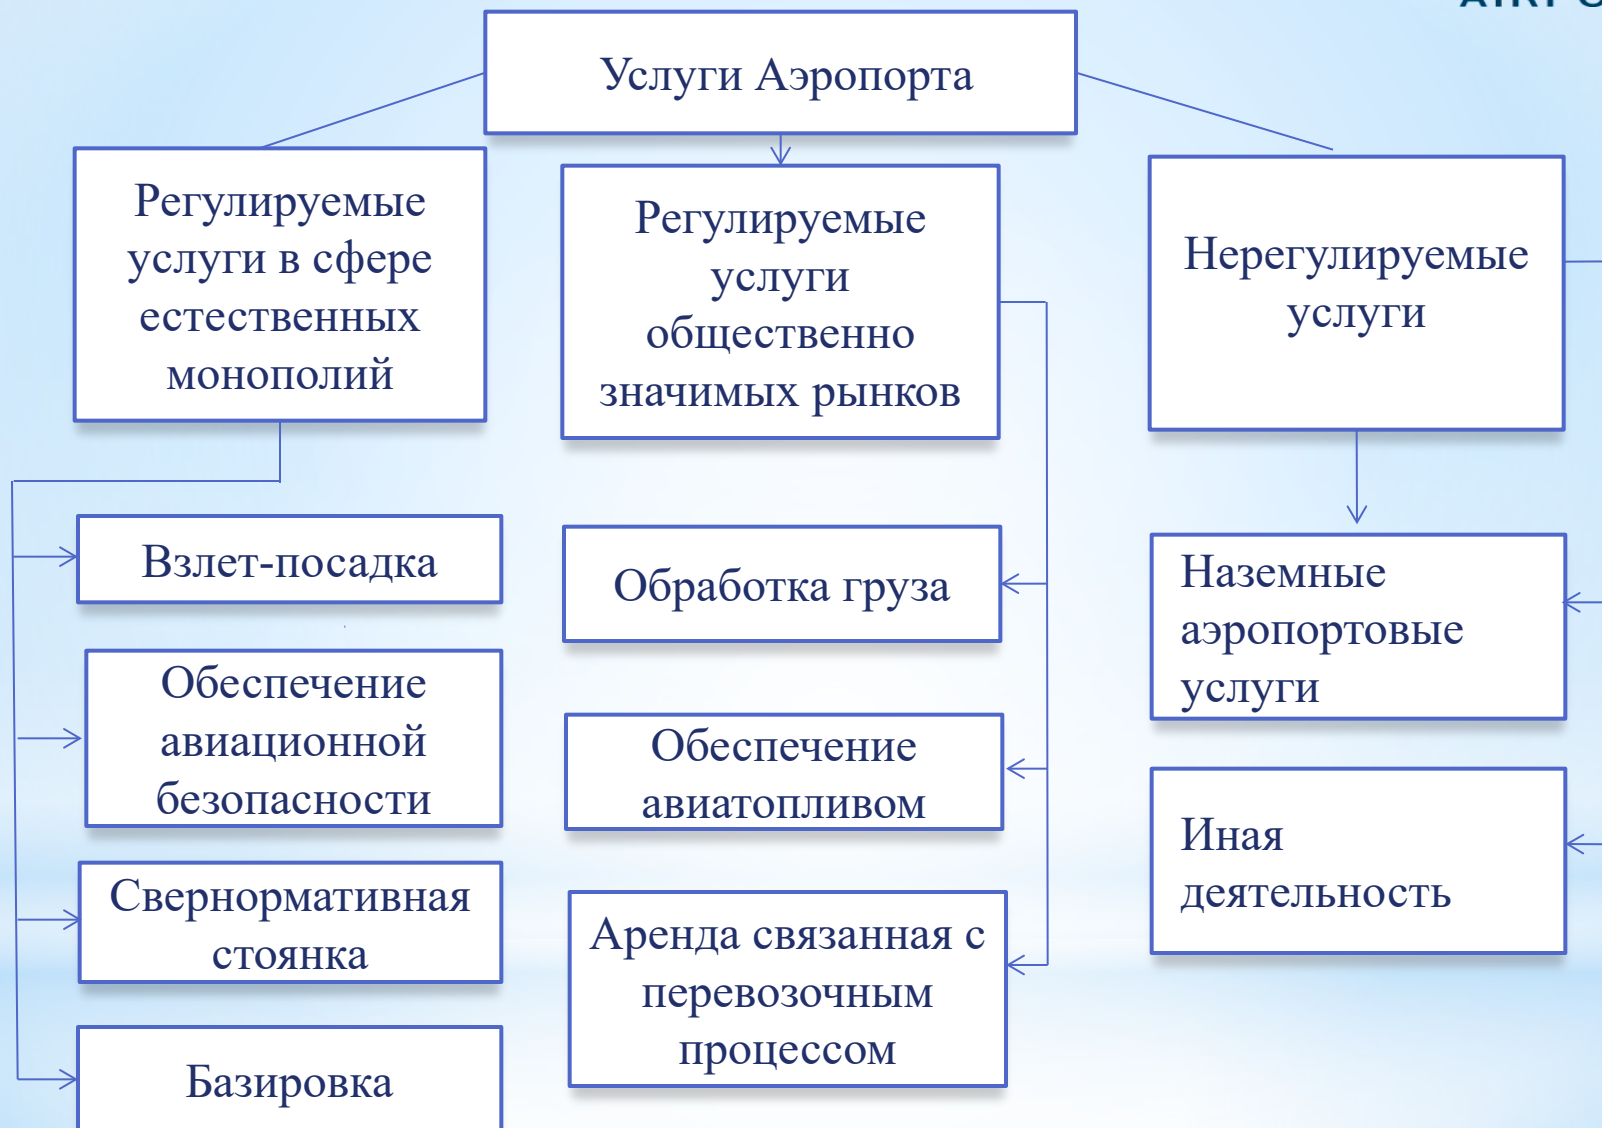 Услуги Аэропорта
Регулируемые
услуги в сфере
естественных
монополий
Регулируемые
услуги
общественно
значимых рынков
Нерегулируемые
услуги
Взлет-посадка
Обеспечение
авиационной
безопасности
Свернормативная
стоянка
Базировка
Обработка груза
Обеспечение
авиатопливом
Аренда связанная с
перевозочным
процессом
Наземные
аэропортовые
услуги
Иная
деятельность